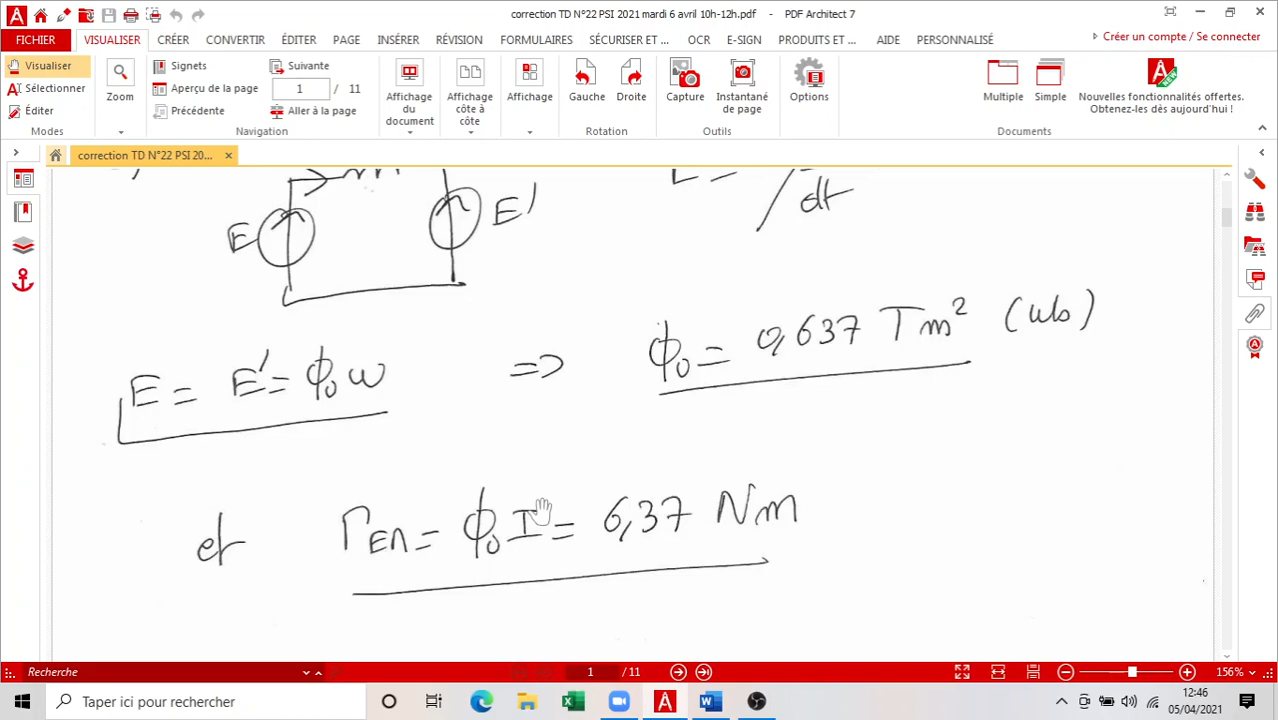 correction TD N°22 PSI 2021 mardi 6 avril 10h-12h.pdf - PDF Architect 7
FICHIER VISUALISER CRÉER CONVERTIR ÉDITER PAGE INSÉRER RÉVISION FORMULAIRES SÉCURISER ET ... OCR E-SIGN PRODUITS ET ... AIDE PERSONNALISÉ Créer un compte / Se connecter
Visualiser
Sélectionner
Éditer
Modes
Zoom
Signets
Aperçu de la page
Précédente
Suivante
1 / 11
Aller à la page
Navigation
Affichage du document
Affichage côte à côte
Affichage
Gauche
Droite
Rotation
Capture
Instantané de page
Outils
Options
Multiple
Simple
Documents
NEW
Nouvelles fonctionnalités offertes.
Obtenez-les dès aujourd'hui !
correction TD N°22 PSI 20...
E E' dt
E = E' = ϕ₀ω => ϕ₀ = 0,637 Tm² (Wb)
et Γ_EM = ϕ₀I = 6,37 Nm
Recherche
1 / 11
156%
Taper ici pour rechercher
12:46
05/04/2021